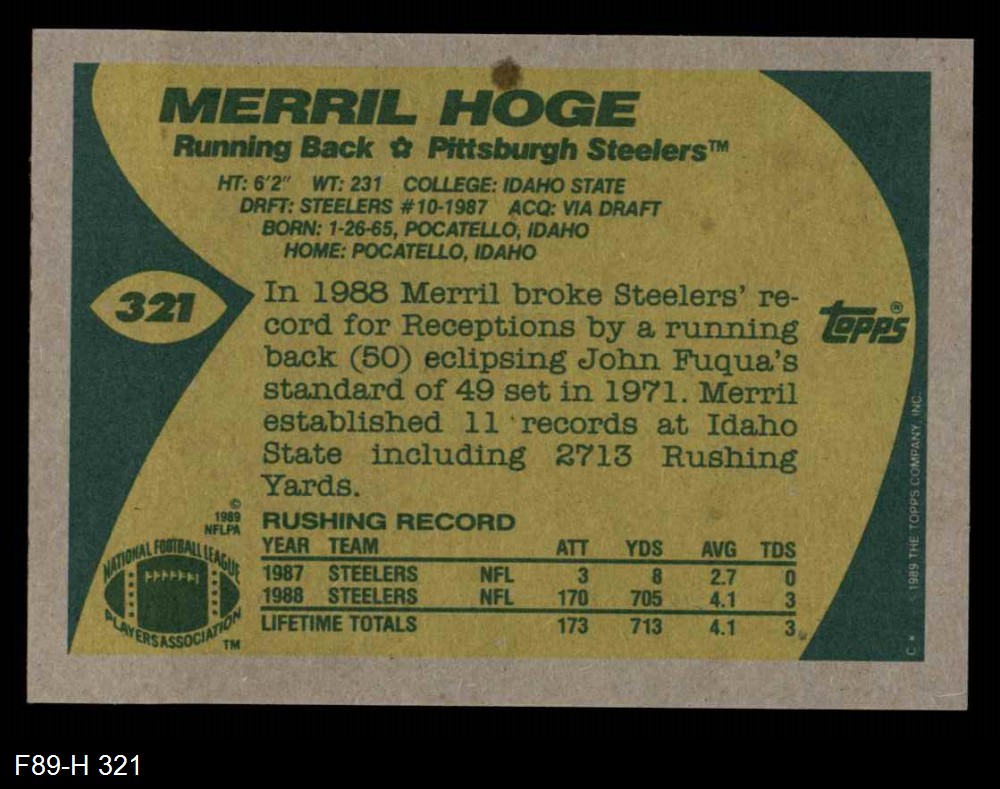 MERRIL HOGE
Running Back ✿ Pittsburgh Steelers™
HT: 6'2" WT: 231 COLLEGE: IDAHO STATE
DRFT: STEELERS #10-1987 ACQ: VIA DRAFT
BORN: 1-26-65, POCATELLO, IDAHO
HOME: POCATELLO, IDAHO
321
In 1988 Merril broke Steelers' re-
cord for Receptions by a running
back (50) eclipsing John Fuqua's
standard of 49 set in 1971. Merril
established 11 records at Idaho
State including 2713 Rushing
Yards.
topps®
©
1989
NFLPA
NATIONAL FOOTBALL LEAGUE
PLAYERS ASSOCIATION
TM
RUSHING RECORD
YEAR TEAM ATT YDS AVG TDS
1987 STEELERS NFL 3 8 2.7 0
1988 STEELERS NFL 170 705 4.1 3
LIFETIME TOTALS 173 713 4.1 3
C * ©1989 THE TOPPS COMPANY, INC.
F89-H 321